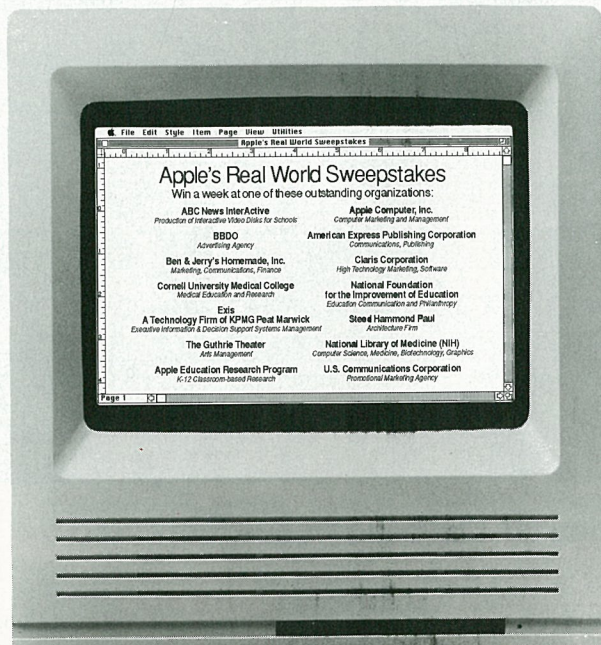 File Edit Style Item Page View Utilities
Apple's Real World Sweepstakes
Apple's Real World Sweepstakes
Win a week at one of these outstanding organizations:
ABC News InterActive
Production of Interactive Video Disks for Schools
BBDO
Advertising Agency
Ben & Jerry's Homemade, Inc.
Marketing, Communications, Finance
Cornell University Medical College
Medical Education and Research
Exis
A Technology Firm of KPMG Peat Marwick
Executive Information & Decision Support Systems Management
The Guthrie Theater
Arts Management
Apple Education Research Program
K-12 Classroom-based Research
Apple Computer, Inc.
Computer Marketing and Management
American Express Publishing Corporation
Communications, Publishing
Claris Corporation
High Technology Marketing, Software
National Foundation
for the Improvement of Education
Education Communication and Philanthropy
Steed Hammond Paul
Architecture Firm
National Library of Medicine (NIH)
Computer Science, Medicine, Biotechnology, Graphics
U.S. Communications Corporation
Promotional Marketing Agency
Page 1